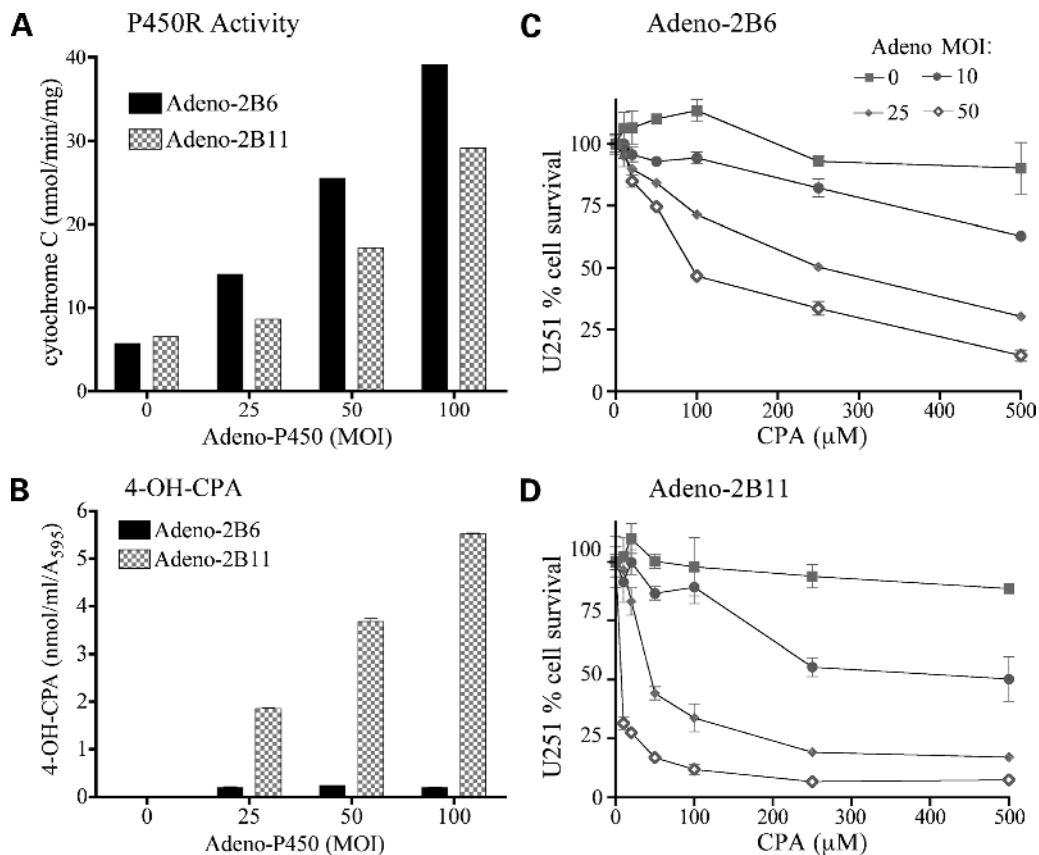 A P450R Activity
40
30
20
10
0
cytochrome C (nmol/min/mg)
Adeno-2B6
Adeno-2B11
0 25 50 100
Adeno-P450 (MOI)
B 4-OH-CPA
6
5
4
3
2
1
0
4-OH-CPA (nmol/ml/A595)
Adeno-2B6
Adeno-2B11
0 25 50 100
Adeno-P450 (MOI)
C Adeno-2B6
Adeno MOI:
0 10
25 50
100
75
50
25
0
U251 % cell survival
0 100 200 300 400 500
CPA (μM)
D Adeno-2B11
100
75
50
25
0
U251 % cell survival
0 100 200 300 400 500
CPA (μM)